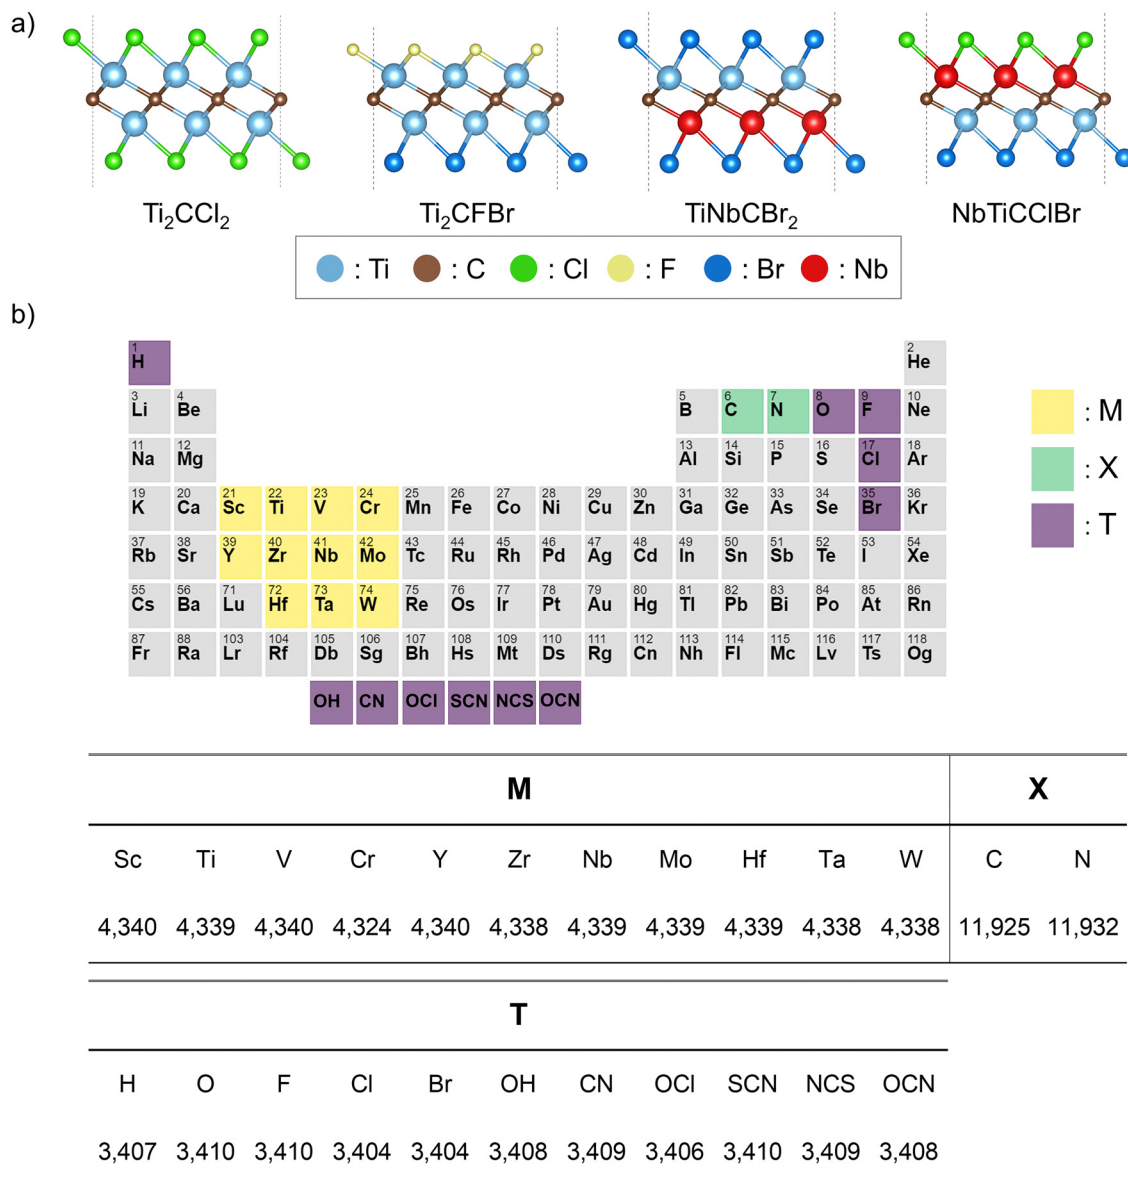 a)
Ti2CCl2 Ti2CFBr TiNbCBr2 NbTiCClBr
: Ti : C : Cl : F : Br : Nb
b)
1 2
H He
3 4 5 6 7 8 9 10
Li Be B C N O F Ne : M
11 12 13 14 15 16 17 18
Na Mg Al Si P S Cl Ar : X
19 20 21 22 23 24 25 26 27 28 29 30 31 32 33 34 35 36
K Ca Sc Ti V Cr Mn Fe Co Ni Cu Zn Ga Ge As Se Br Kr : T
37 38 39 40 41 42 43 44 45 46 47 48 49 50 51 52 53 54
Rb Sr Y Zr Nb Mo Tc Ru Rh Pd Ag Cd In Sn Sb Te I Xe
55 56 71 72 73 74 75 76 77 78 79 80 81 82 83 84 85 86
Cs Ba Lu Hf Ta W Re Os Ir Pt Au Hg Tl Pb Bi Po At Rn
87 88 103 104 105 106 107 108 109 110 111 112 113 114 115 116 117 118
Fr Ra Lr Rf Db Sg Bh Hs Mt Ds Rg Cn Nh Fl Mc Lv Ts Og
OH CN OCl SCN NCS OCN
M X
Sc Ti V Cr Y Zr Nb Mo Hf Ta W C N
4,340 4,339 4,340 4,324 4,340 4,338 4,339 4,339 4,339 4,338 4,338 11,925 11,932
T
H O F Cl Br OH CN OCl SCN NCS OCN
3,407 3,410 3,410 3,404 3,404 3,408 3,409 3,406 3,410 3,409 3,408